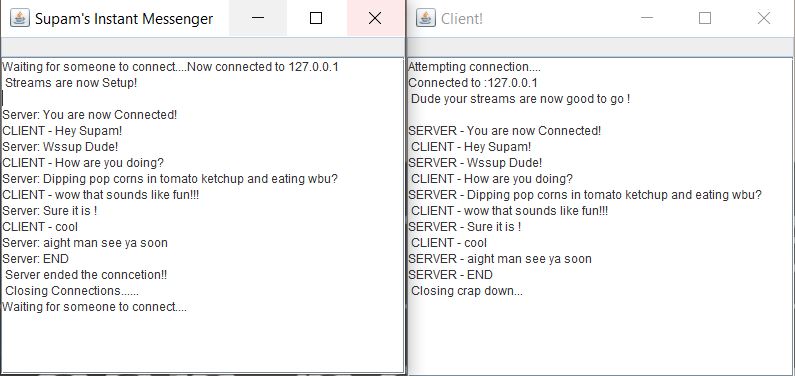 Supam's Instant Messenger
Waiting for someone to connect....Now connected to 127.0.0.1
Streams are now Setup!
Server: You are now Connected!
CLIENT - Hey Supam!
Server: Wssup Dude!
CLIENT - How are you doing?
Server: Dipping pop corns in tomato ketchup and eating wbu?
CLIENT - wow that sounds like fun!!!
Server: Sure it is !
CLIENT - cool
Server: aight man see ya soon
Server: END
Server ended the conncetion!!
Closing Connections......
Waiting for someone to connect....
Client!
Attempting connection....
Connected to :127.0.0.1
Dude your streams are now good to go !
SERVER - You are now Connected!
CLIENT - Hey Supam!
SERVER - Wssup Dude!
CLIENT - How are you doing?
SERVER - Dipping pop corns in tomato ketchup and eating wbu?
CLIENT - wow that sounds like fun!!!
SERVER - Sure it is !
CLIENT - cool
SERVER - aight man see ya soon
SERVER - END
Closing crap down...